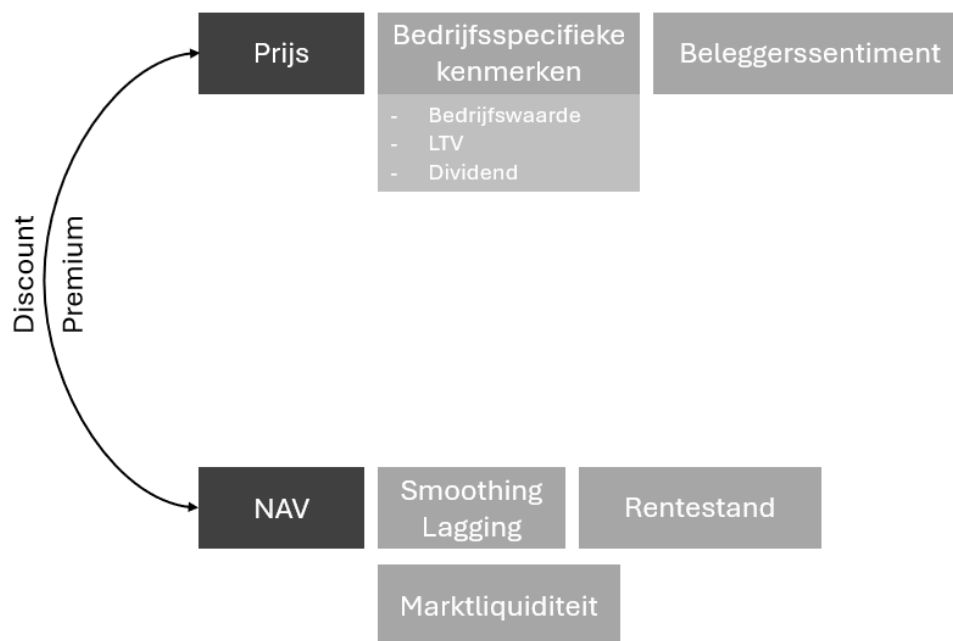 Prijs
Bedrijfsspecifieke
kenmerken
- Bedrijfswaarde
- LTV
- Dividend
Beleggerssentiment
Discount
Premium
NAV
Smoothing
Lagging
Rentestand
Marktliquiditeit